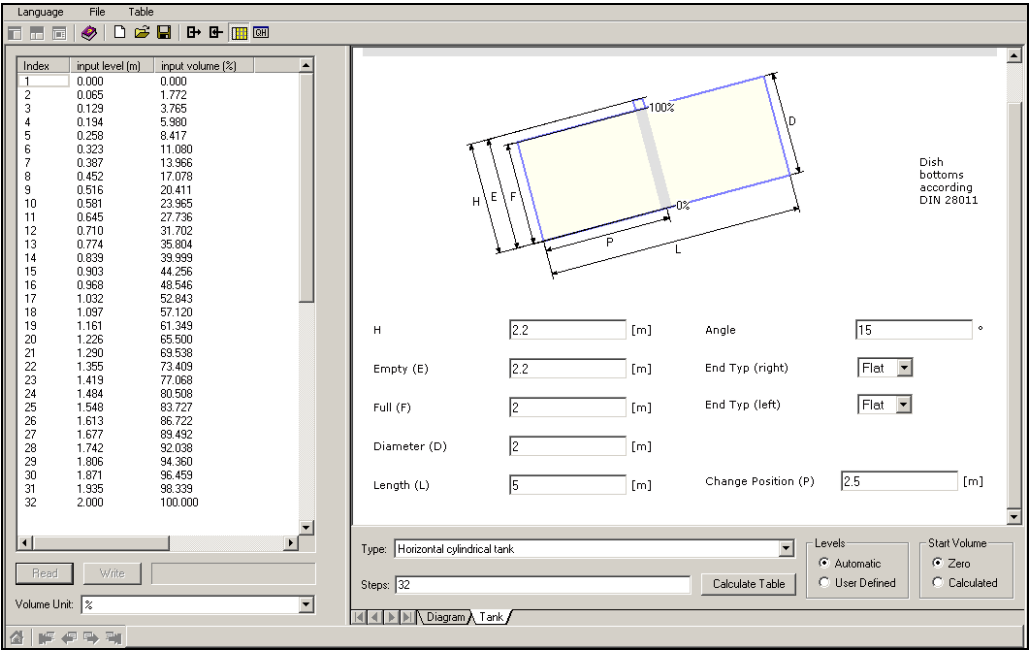 Language File Table
QH
Index input level (m) input volume (%)
1 0.000 0.000
2 0.065 1.772
3 0.129 3.765
4 0.194 5.980
5 0.258 8.417
6 0.323 11.080
7 0.387 13.966
8 0.452 17.078
9 0.516 20.411
10 0.581 23.965
11 0.645 27.736
12 0.710 31.702
13 0.774 35.804
14 0.839 39.999
15 0.903 44.256
16 0.968 48.546
17 1.032 52.843
18 1.097 57.120
19 1.161 61.349
20 1.226 65.500
21 1.290 69.538
22 1.355 73.409
23 1.419 77.068
24 1.484 80.508
25 1.548 83.727
26 1.613 86.722
27 1.677 89.492
28 1.742 92.038
29 1.806 94.360
30 1.871 96.459
31 1.935 98.339
32 2.000 100.000
Read Write
Volume Unit: %
100%
D
H E F
0%
P
L
Dish
bottoms
according
DIN 28011
H 2.2 [m] Angle 15 °
Empty (E) 2.2 [m] End Typ (right) Flat
Full (F) 2 [m] End Typ (left) Flat
Diameter (D) 2 [m]
Length (L) 5 [m] Change Position (P) 2.5 [m]
Type: Horizontal cylindrical tank
Steps: 32 Calculate Table
Levels
Automatic
User Defined
Start Volume
Zero
Calculated
Diagram Tank